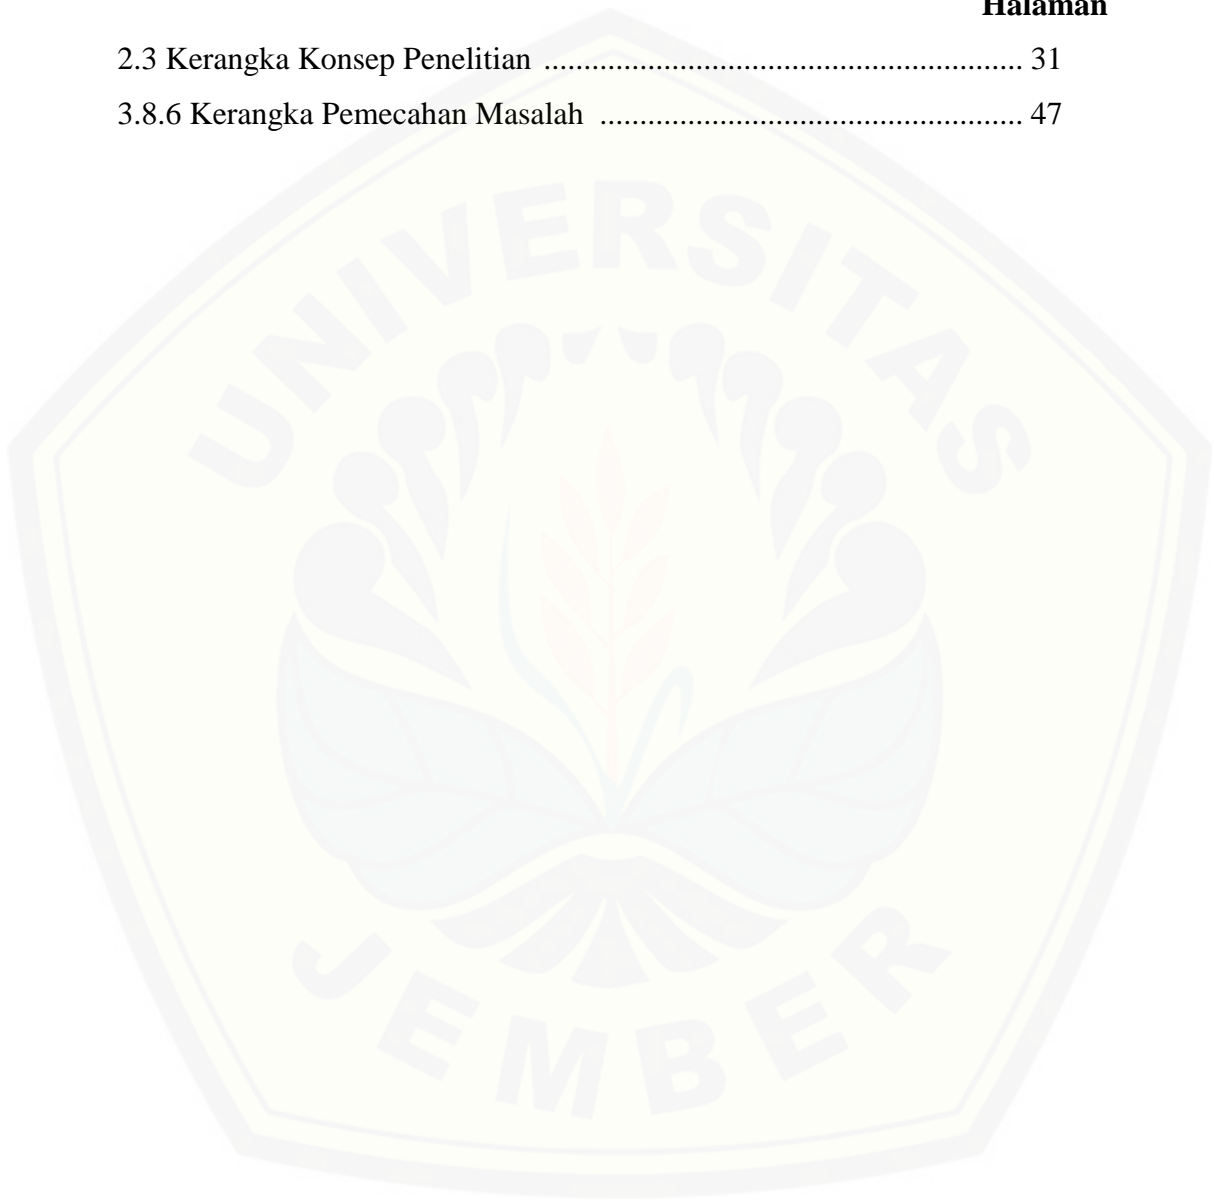 Halaman
2.3 Kerangka Konsep Penelitian ............................................................ 31
3.8.6 Kerangka Pemecahan Masalah ..................................................... 47
UNIVERSITAS
JEMBER